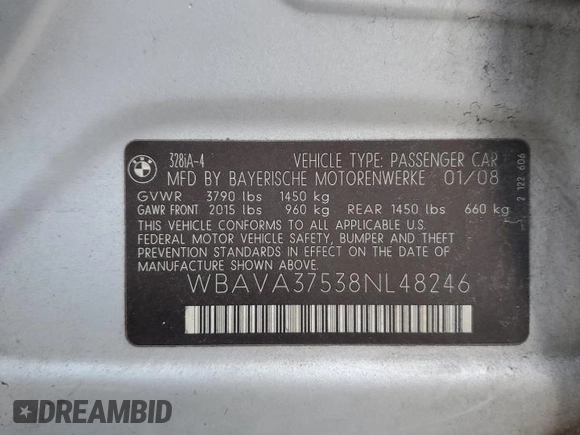 BMW
328iA-4 VEHICLE TYPE: PASSENGER CAR
MFD BY BAYERISCHE MOTORENWERKE 01/08
GVWR 3790 lbs 1450 kg
GAWR FRONT 2015 lbs 960 kg REAR 1450 lbs 660 kg
THIS VEHICLE CONFORMS TO ALL APPLICABLE U.S.
FEDERAL MOTOR VEHICLE SAFETY, BUMPER AND THEFT
PREVENTION STANDARDS IN EFFECT ON THE DATE OF
MANUFACTURE SHOWN ABOVE.
WBAVA37538NL48246
2 122 606
DREAMBID